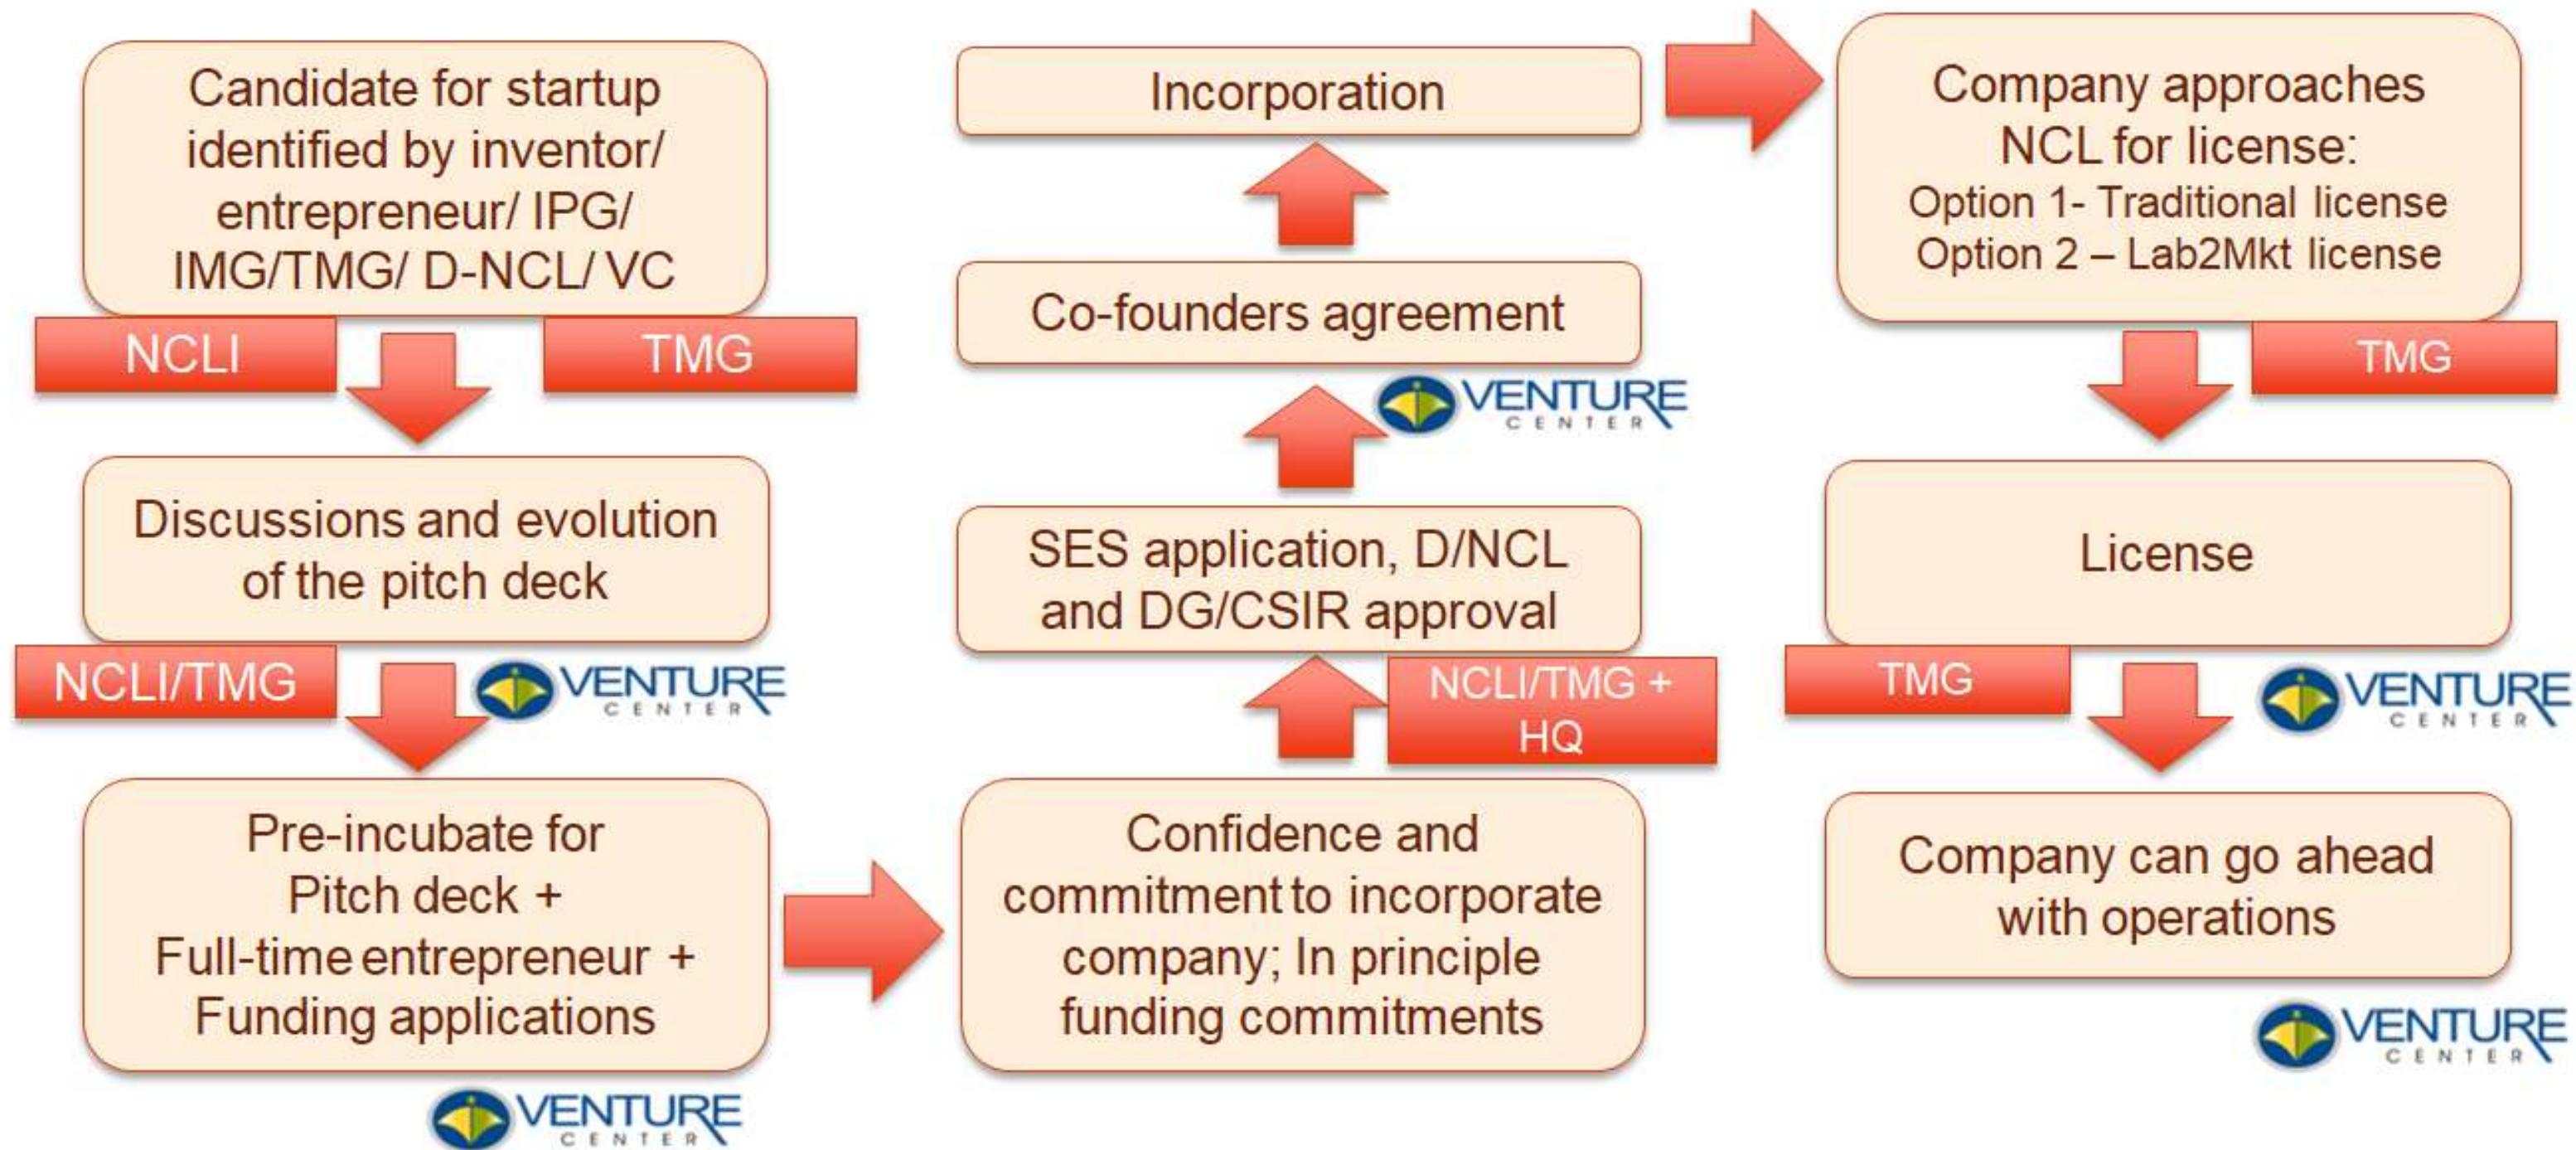 Candidate for startup
identified by inventor/
entrepreneur/ IPG/
IMG/TMG/ D-NCL/ VC
NCLI
TMG
Discussions and evolution
of the pitch deck
NCLI/TMG
VENTURE
CENTER
Pre-incubate for
Pitch deck +
Full-time entrepreneur +
Funding applications
VENTURE
CENTER
Confidence and
commitment to incorporate
company; In principle
funding commitments
NCLI/TMG +
HQ
SES application, D/NCL
and DG/CSIR approval
VENTURE
CENTER
Co-founders agreement
Incorporation
Company approaches
NCL for license:
Option 1- Traditional license
Option 2 – Lab2Mkt license
TMG
License
TMG
VENTURE
CENTER
Company can go ahead
with operations
VENTURE
CENTER